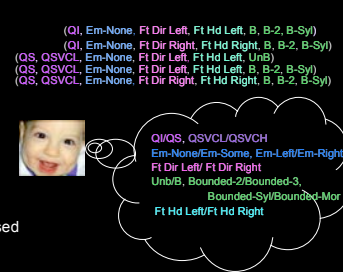 (QI, Em-None, Ft Dir Left, Ft Hd Left, B, B-2, B-Syl)
(QI, Em-None, Ft Dir Right, Ft Hd Right, B, B-2, B-Syl)
(QS, QSVCL, Em-None, Ft Dir Left, Ft Hd Left, UnB)
(QS, QSVCL, Em-None, Ft Dir Left, Ft Hd Left, B, B-2, B-Syl)
(QS, QSVCL, Em-None, Ft Dir Right, Ft Hd Right, B, B-2, B-Syl)
QI/QS, QSVCL/QSVCH
Em-None/Em-Some, Em-Left/Em-Right
Ft Dir Left/ Ft Dir Right
Unb/B, Bounded-2/Bounded-3,
Bounded-Syl/Bounded-Mor
Ft Hd Left/Ft Hd Right
sed